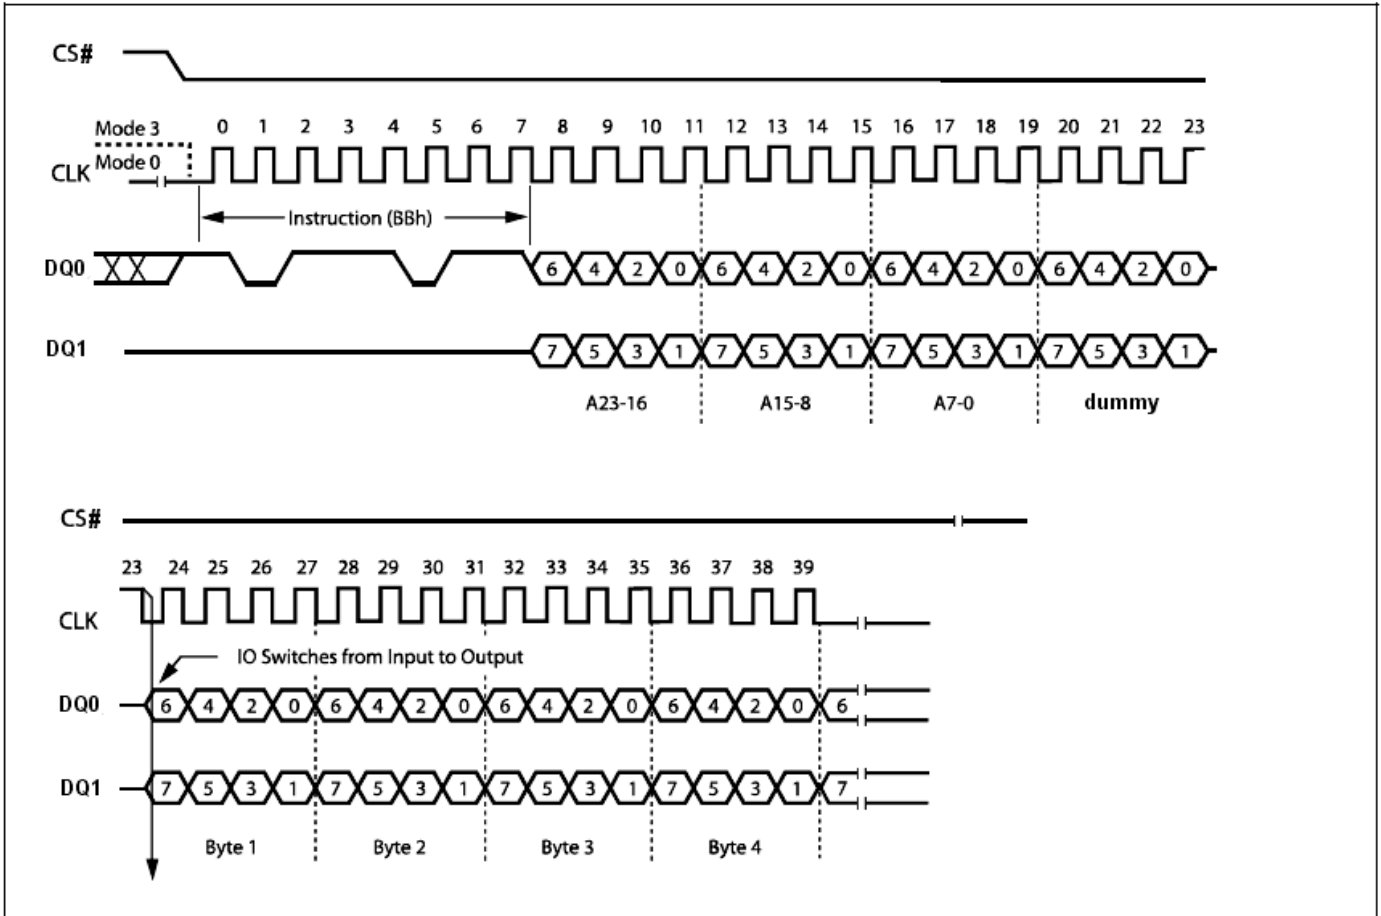 CS#
Mode 3
0 1 2 3 4 5 6 7 8 9 10 11 12 13 14 15 16 17 18 19 20 21 22 23
Mode 0
CLK
Instruction (BBh)
DQ0 6 4 2 0 6 4 2 0 6 4 2 0 6 4 2 0
DQ1 7 5 3 1 7 5 3 1 7 5 3 1 7 5 3 1
A23-16 A15-8 A7-0 dummy
CS#
23 24 25 26 27 28 29 30 31 32 33 34 35 36 37 38 39
CLK
IO Switches from Input to Output
DQ0 6 4 2 0 6 4 2 0 6 4 2 0 6 4 2 0 6
DQ1 7 5 3 1 7 5 3 1 7 5 3 1 7 5 3 1 7
Byte 1 Byte 2 Byte 3 Byte 4